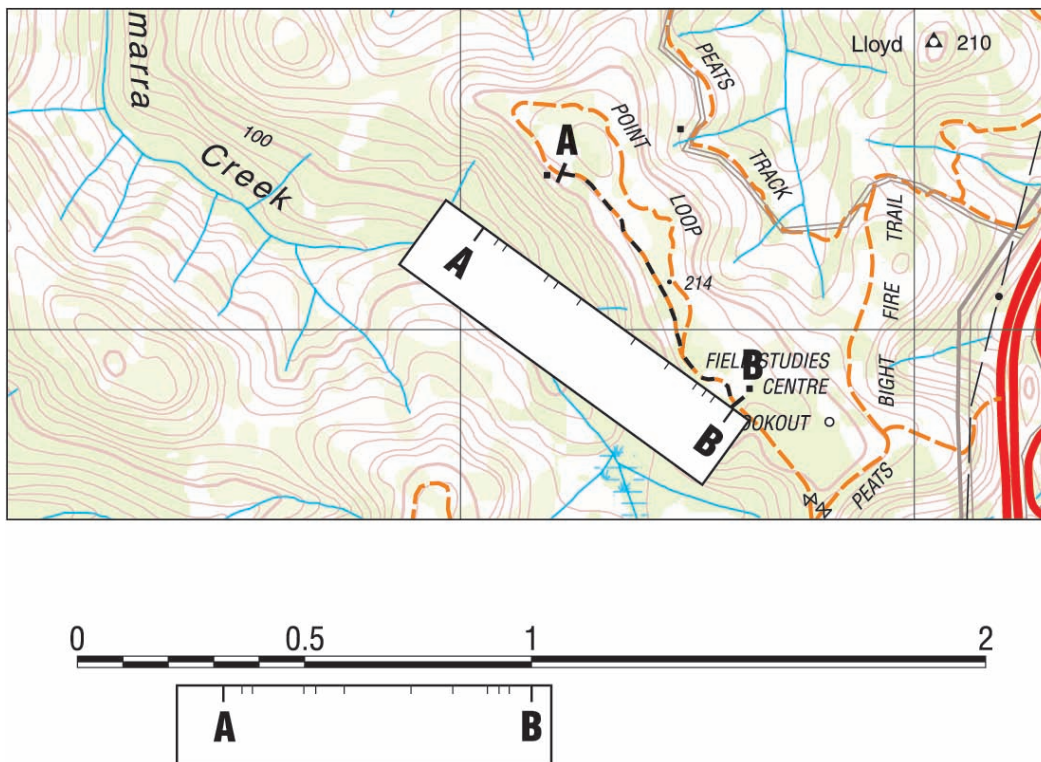 marra
Creek
100
PEATS
TRACK
Lloyd 210
POINT
LOOP
A
214
BIGHT FIRE TRAIL
A
B
FIELD STUDIES
B
CENTRE
OOKOUT
PEATS
0 0.5 1 2
A B